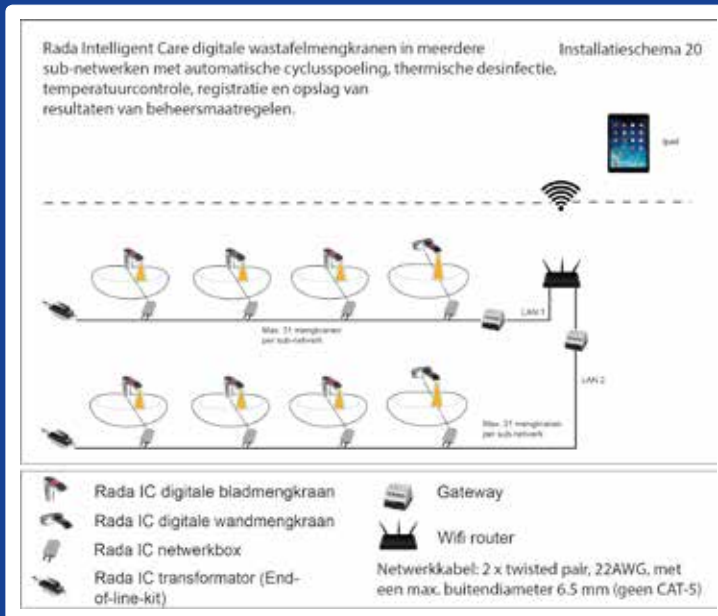 Rada Intelligent Care digitale wastafelmengkranen in meerdere
Installatieschema 20
sub-netwerken met automatische cyclusspoeling, thermische desinfectie,
temperatuurcontrole, registratie en opslag van
resultaten van beheersmaatregelen.
Ipad
LAN 1
Max. 31 mengkranen
per sub-netwerk
LAN 2
Max. 31 mengkranen
per sub-netwerk
Rada IC digitale bladmengkraan
Rada IC digitale wandmengkraan
Rada IC netwerkbox
Rada IC transformator (End-
of-line-kit)
Gateway
Wifi router
Netwerkkabel: 2 x twisted pair, 22AWG, met
een max. buitendiameter 6.5 mm (geen CAT-5)